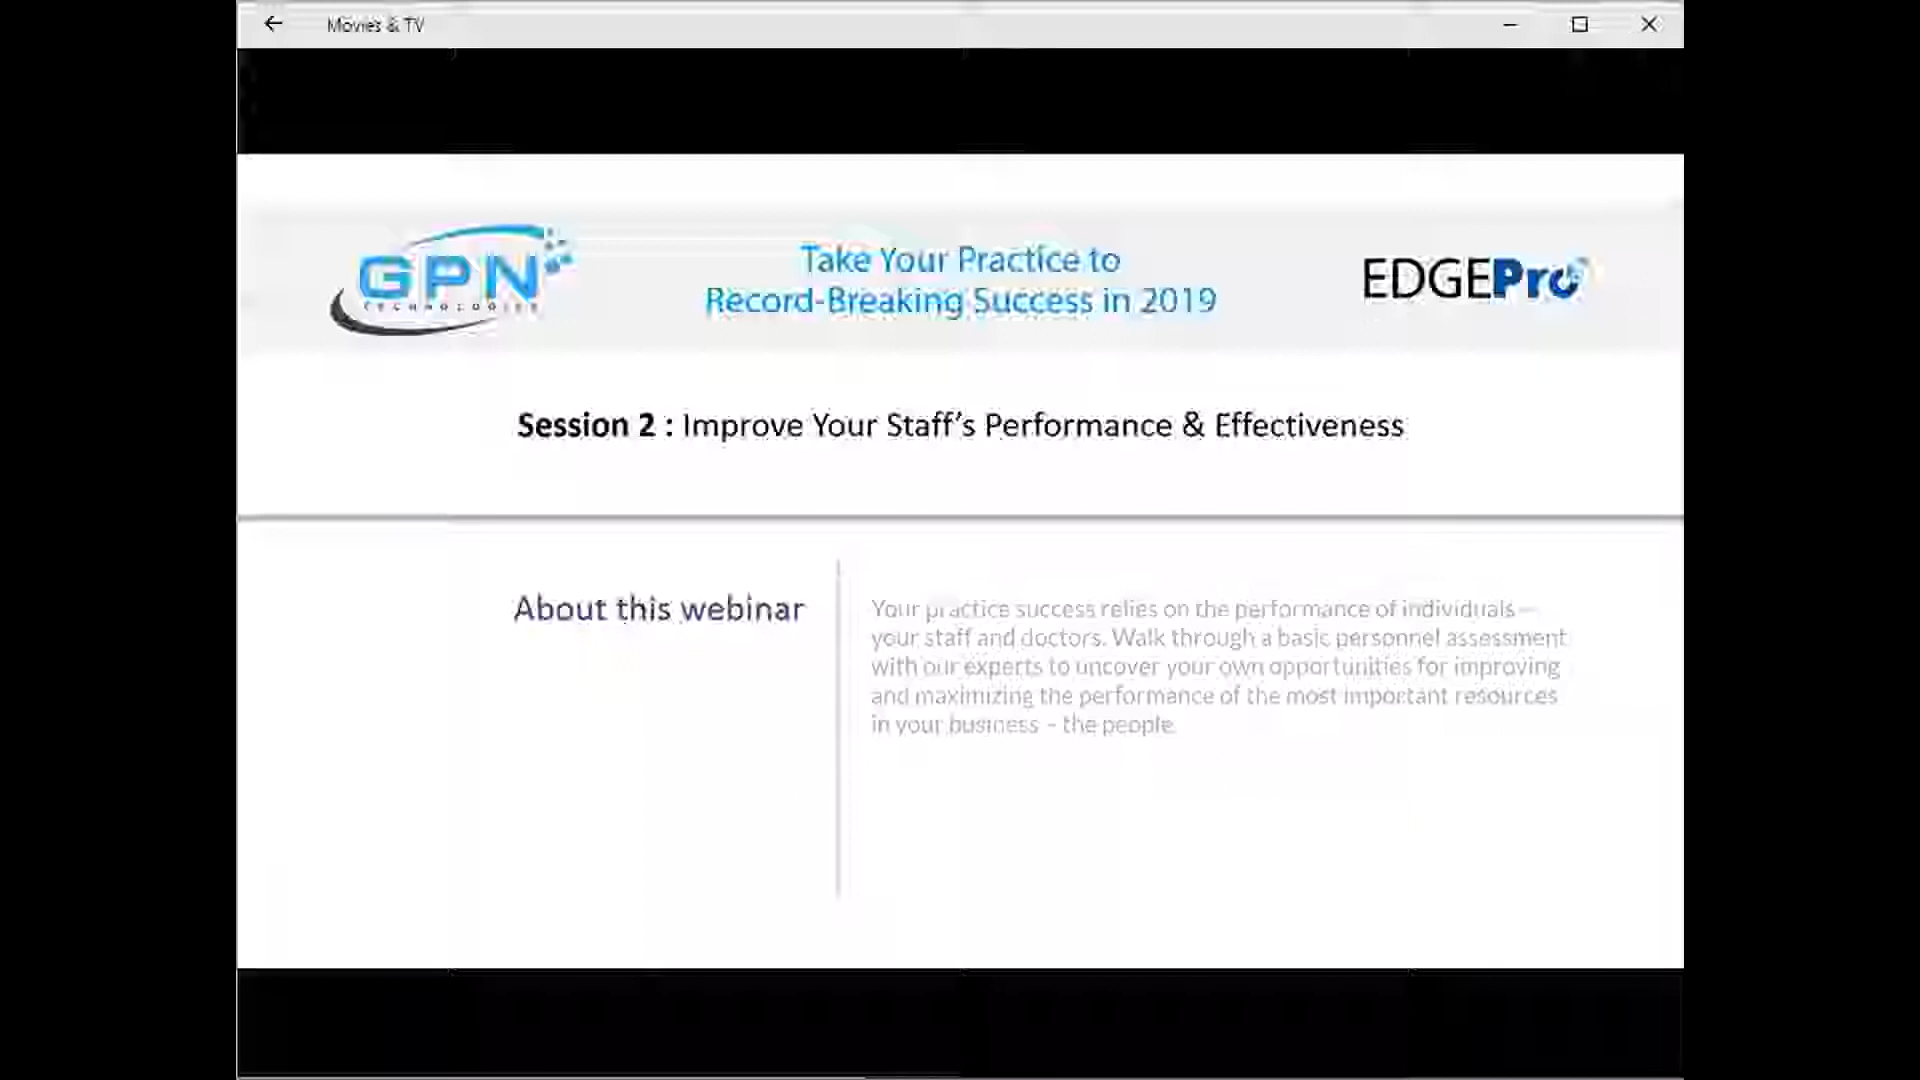 Movies & TV
GPN
TECHNOLOGIES
Take Your Practice to
Record-Breaking Success in 2019
EDGEPro
Session 2 : Improve Your Staff's Performance & Effectiveness
About this webinar
Your practice success relies on the performance of individuals –
your staff and doctors. Walk through a basic personnel assessment
with our experts to uncover your own opportunities for improving
and maximizing the performance of the most important resources
in your business – the people.